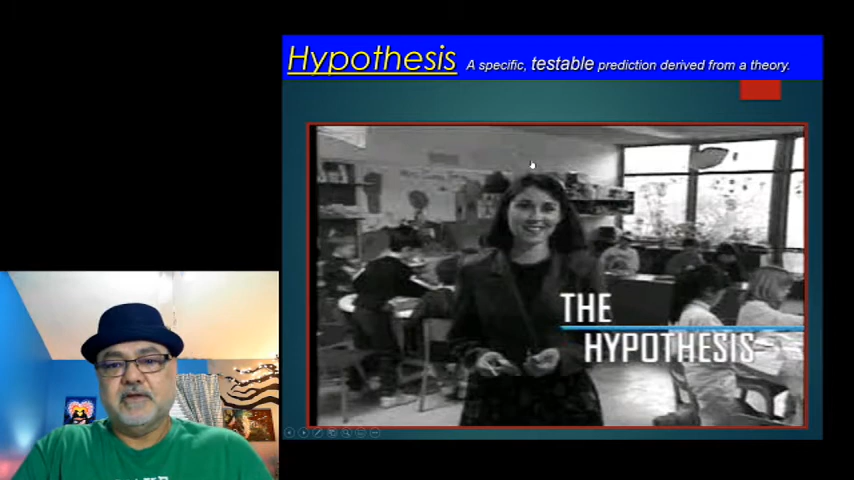 Hypothesis A specific, testable prediction derived from a theory.
THE
HYPOTHESIS